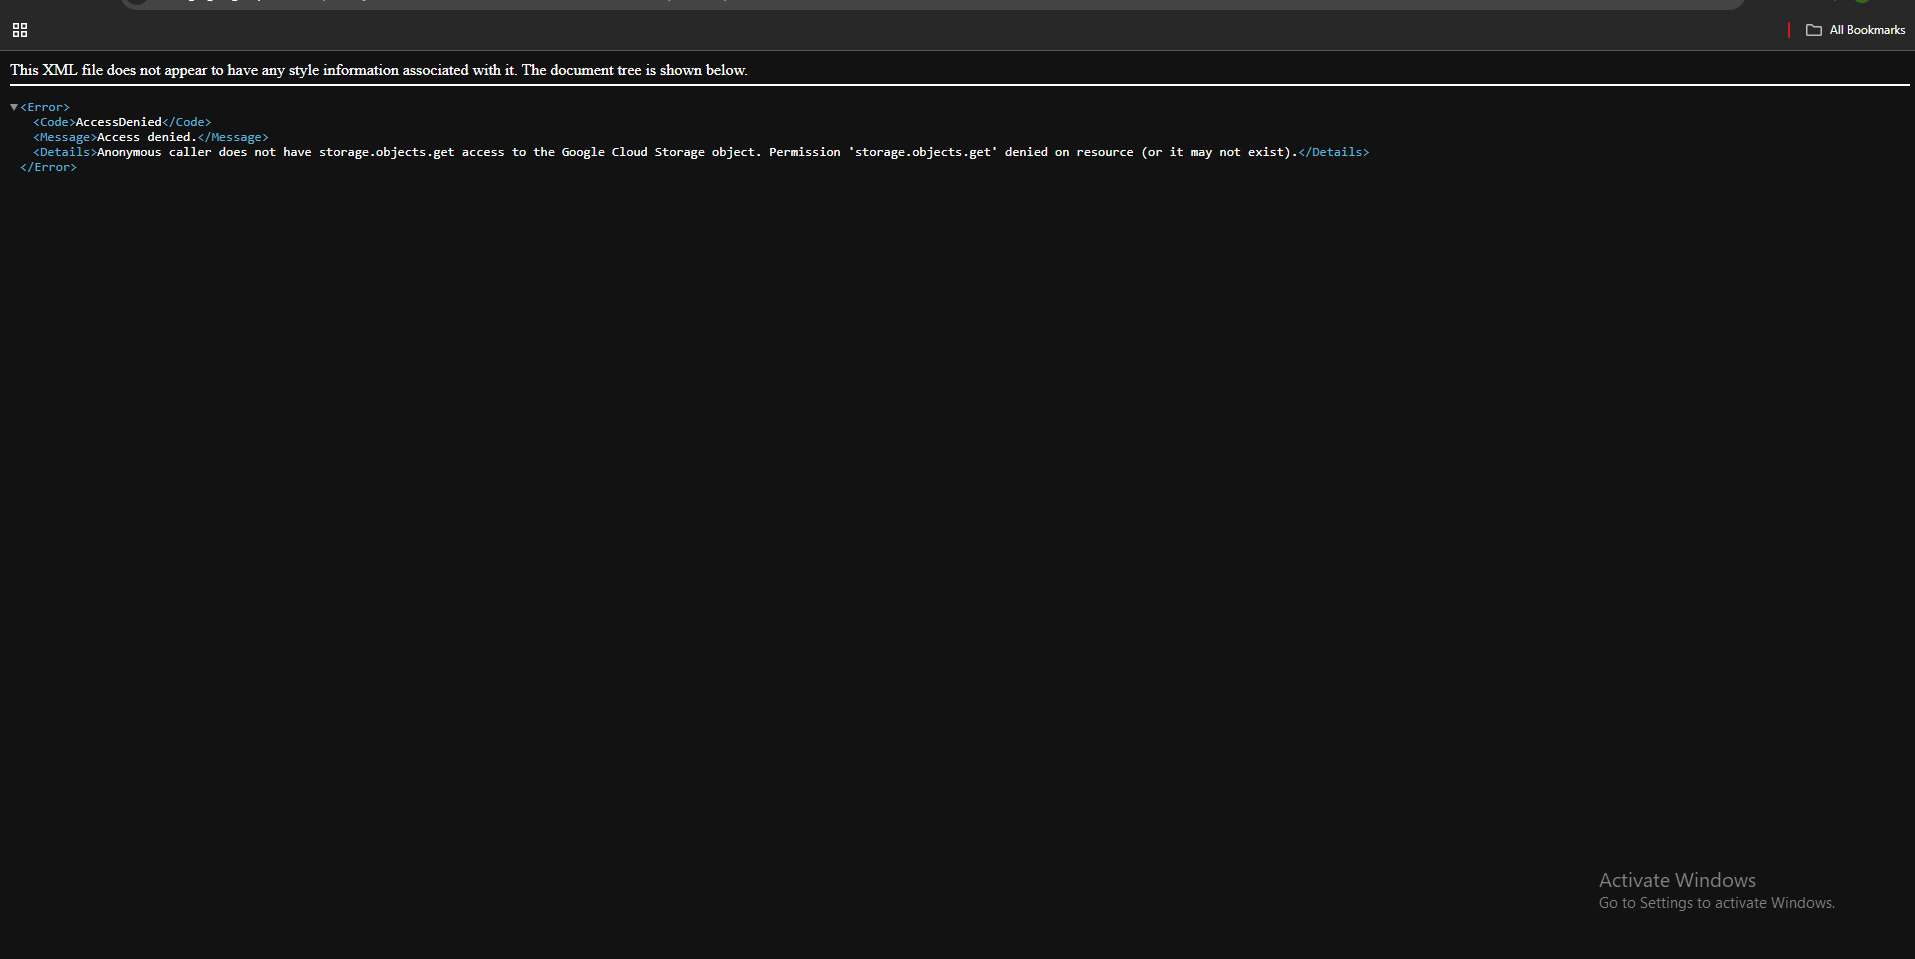 All Bookmarks
This XML file does not appear to have any style information associated with it. The document tree is shown below.
▼<Error>
<Code>AccessDenied</Code>
<Message>Access denied.</Message>
<Details>Anonymous caller does not have storage.objects.get access to the Google Cloud Storage object. Permission 'storage.objects.get' denied on resource (or it may not exist).</Details>
</Error>
Activate Windows
Go to Settings to activate Windows.